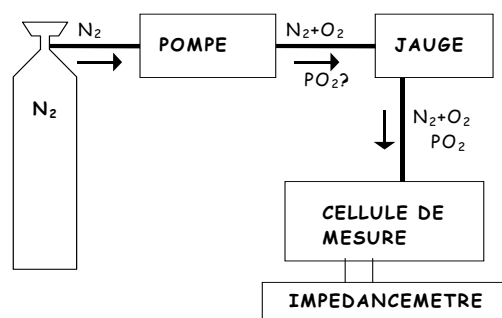 N₂
POMPE
N₂+O₂
PO₂?
JAUGE
N₂
N₂+O₂
PO₂
CELLULE DE
MESURE
IMPEDANCEMETRE